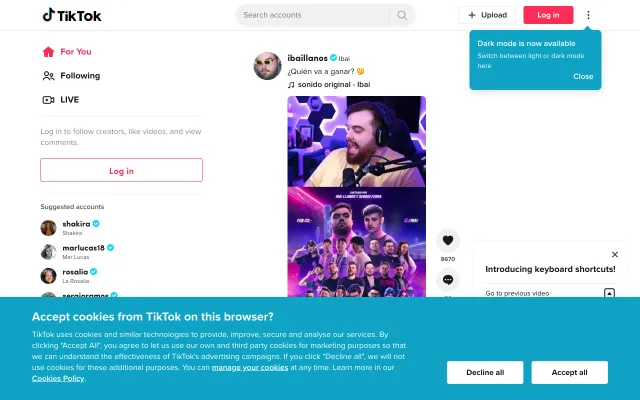 TikTok
Search accounts
Upload
Log in
Dark mode is now available
Switch between light or dark mode
here
Close
For You
Following
LIVE
Log in to follow creators, like videos, and view
comments.
Log in
Suggested accounts
shakira
Shakira
marlucas18
Mar Lucas
rosalia
La Rosalia
sergioramos
ibaillanos Ibai
¿Quién va a ganar? 🤔
sonido original - Ibai
IBAI
8670
Introducing keyboard shortcuts!
Go to previous video
Accept cookies from TikTok on this browser?
TikTok uses cookies and similar technologies to provide, improve, secure and analyse our services. By
clicking "Accept All", you agree to let us use our own and third party cookies for marketing purposes so that
we can understand the effectiveness of TikTok's advertising campaigns. If you click "Decline all", we will
not use cookies for these additional purposes. You can manage your cookies at any time. Learn more in our
Cookies Policy.
Decline all
Accept all